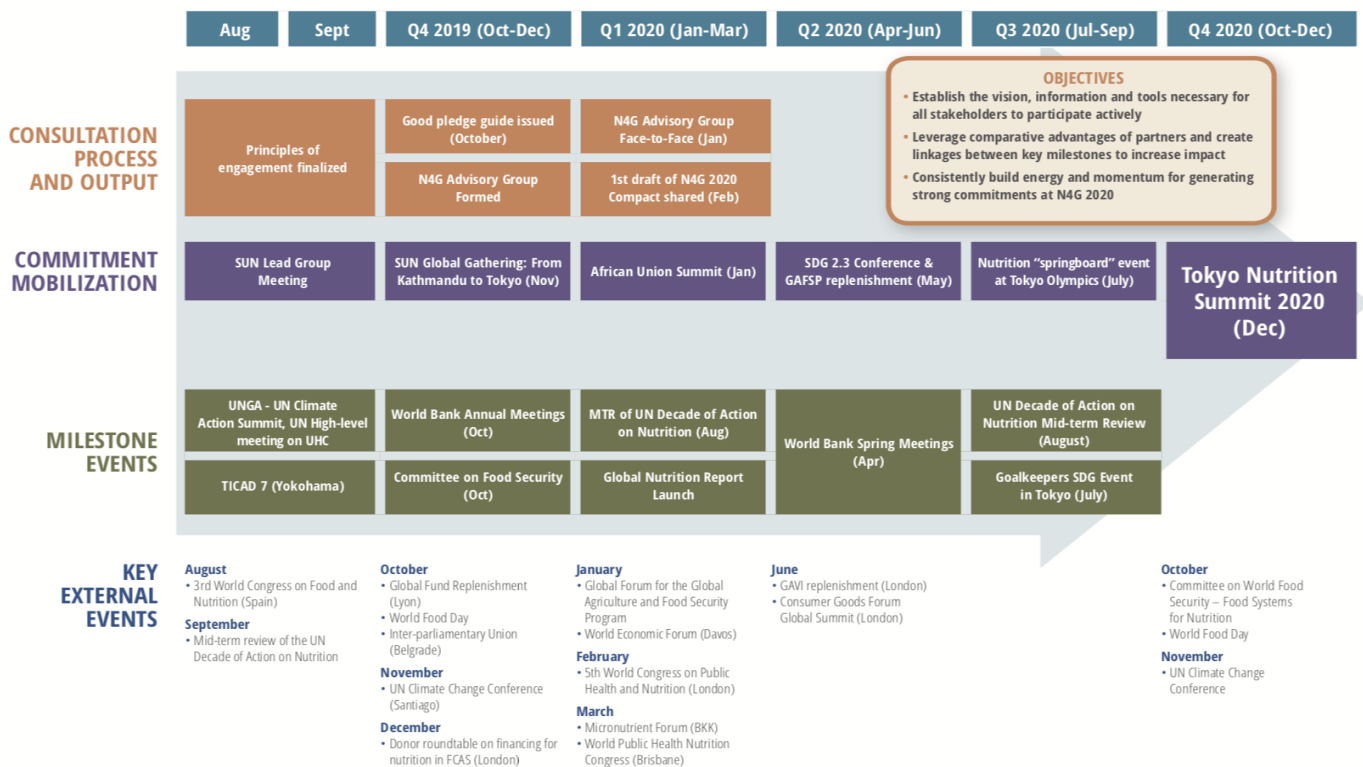 Aug
Sept
Q4 2019 (Oct-Dec)
Q1 2020 (Jan-Mar)
Q2 2020 (Apr-Jun)
Q3 2020 (Jul-Sep)
Q4 2020 (Oct-Dec)
OBJECTIVES
• Establish the vision, information and tools necessary for
all stakeholders to participate actively
• Leverage comparative advantages of partners and create
linkages between key milestones to increase impact
• Consistently build energy and momentum for generating
strong commitments at N4G 2020
CONSULTATION
PROCESS
AND OUTPUT
Principles of
engagement finalized
Good pledge guide issued
(October)
N4G Advisory Group
Formed
N4G Advisory Group
Face-to-Face (Jan)
1st draft of N4G 2020
Compact shared (Feb)
COMMITMENT
MOBILIZATION
SUN Lead Group
Meeting
SUN Global Gathering: From
Kathmandu to Tokyo (Nov)
African Union Summit (Jan)
SDG 2.3 Conference &
GAFSP replenishment (May)
Nutrition “springboard” event
at Tokyo Olympics (July)
Tokyo Nutrition
Summit 2020
(Dec)
MILESTONE
EVENTS
UNGA - UN Climate
Action Summit, UN High-level
meeting on UHC
TICAD 7 (Yokohama)
World Bank Annual Meetings
(Oct)
Committee on Food Security
(Oct)
MTR of UN Decade of Action
on Nutrition (Aug)
Global Nutrition Report
Launch
World Bank Spring Meetings
(Apr)
UN Decade of Action on
Nutrition Mid-term Review
(August)
Goalkeepers SDG Event
in Tokyo (July)
KEY
EXTERNAL
EVENTS
August
• 3rd World Congress on Food and
Nutrition (Spain)
September
• Mid-term review of the UN
Decade of Action on Nutrition
October
• Global Fund Replenishment
(Lyon)
• World Food Day
• Inter-parliamentary Union
(Belgrade)
November
• UN Climate Change Conference
(Santiago)
December
• Donor roundtable on financing for
nutrition in FCAS (London)
January
• Global Forum for the Global
Agriculture and Food Security
Program
• World Economic Forum (Davos)
February
• 5th World Congress on Public
Health and Nutrition (London)
March
• Micronutrient Forum (BKK)
• World Public Health Nutrition
Congress (Brisbane)
June
• GAVI replenishment (London)
• Consumer Goods Forum
Global Summit (London)
October
• Committee on World Food
Security – Food Systems
for Nutrition
• World Food Day
November
• UN Climate Change
Conference